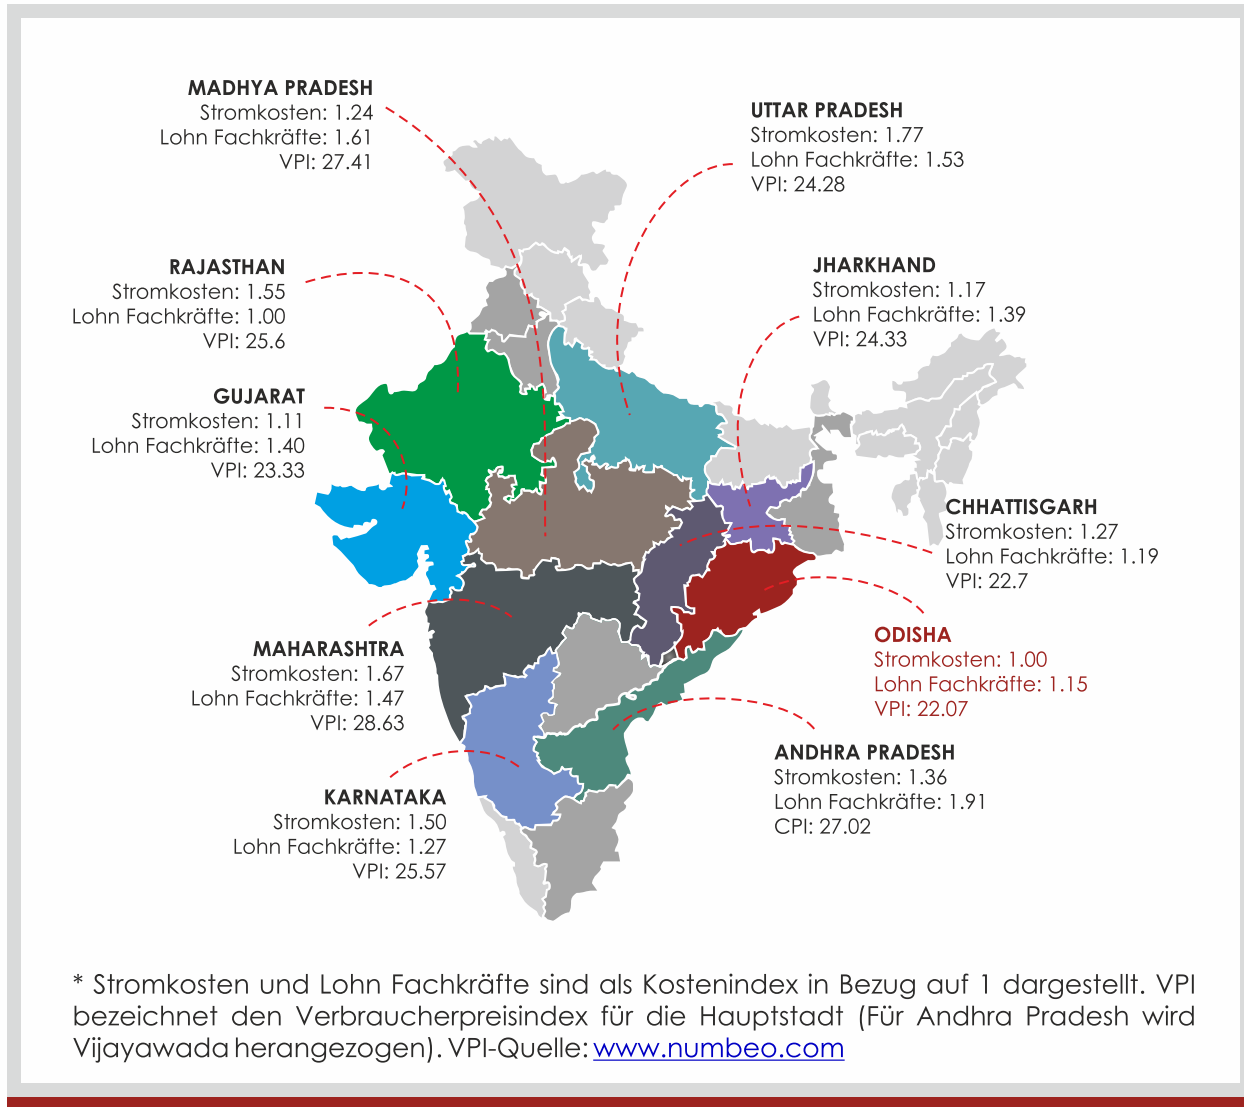 MADHYA PRADESH
Stromkosten: 1.24
Lohn Fachkräfte: 1.61
VPI: 27.41
UTTAR PRADESH
Stromkosten: 1.77
Lohn Fachkräfte: 1.53
VPI: 24.28
RAJASTHAN
Stromkosten: 1.55
Lohn Fachkräfte: 1.00
VPI: 25.6
JHARKHAND
Stromkosten: 1.17
Lohn Fachkräfte: 1.39
VPI: 24.33
GUJARAT
Stromkosten: 1.11
Lohn Fachkräfte: 1.40
VPI: 23.33
CHHATTISGARH
Stromkosten: 1.27
Lohn Fachkräfte: 1.19
VPI: 22.7
MAHARASHTRA
Stromkosten: 1.67
Lohn Fachkräfte: 1.47
VPI: 28.63
ODISHA
Stromkosten: 1.00
Lohn Fachkräfte: 1.15
VPI: 22.07
ANDHRA PRADESH
Stromkosten: 1.36
Lohn Fachkräfte: 1.91
CPI: 27.02
KARNATAKA
Stromkosten: 1.50
Lohn Fachkräfte: 1.27
VPI: 25.57
* Stromkosten und Lohn Fachkräfte sind als Kostenindex in Bezug auf 1 dargestellt. VPI
bezeichnet den Verbraucherpreisindex für die Hauptstadt (Für Andhra Pradesh wird
Vijayawada herangezogen). VPI-Quelle: www.numbeo.com